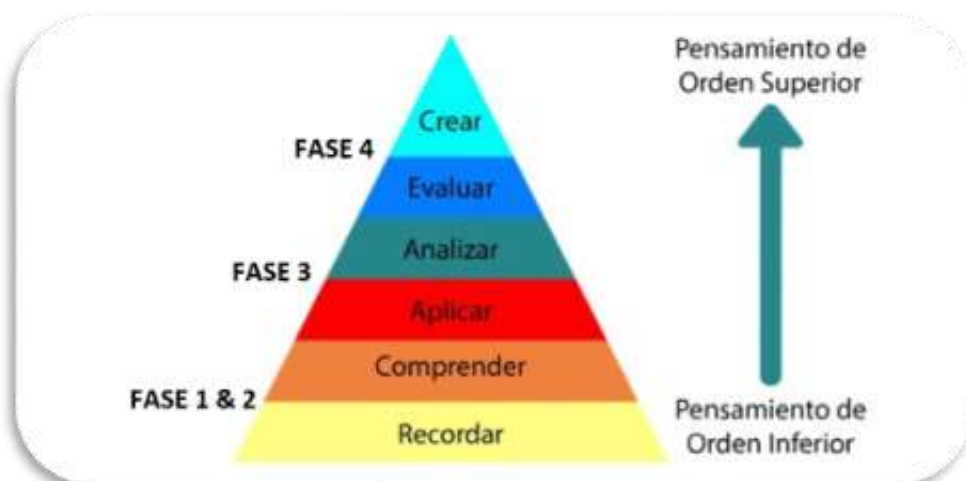 Pensamiento de
Orden Superior
Crear
FASE 4
Evaluar
Analizar
FASE 3
Aplicar
Comprender
FASE 1 & 2
Recordar
Pensamiento de
Orden Inferior